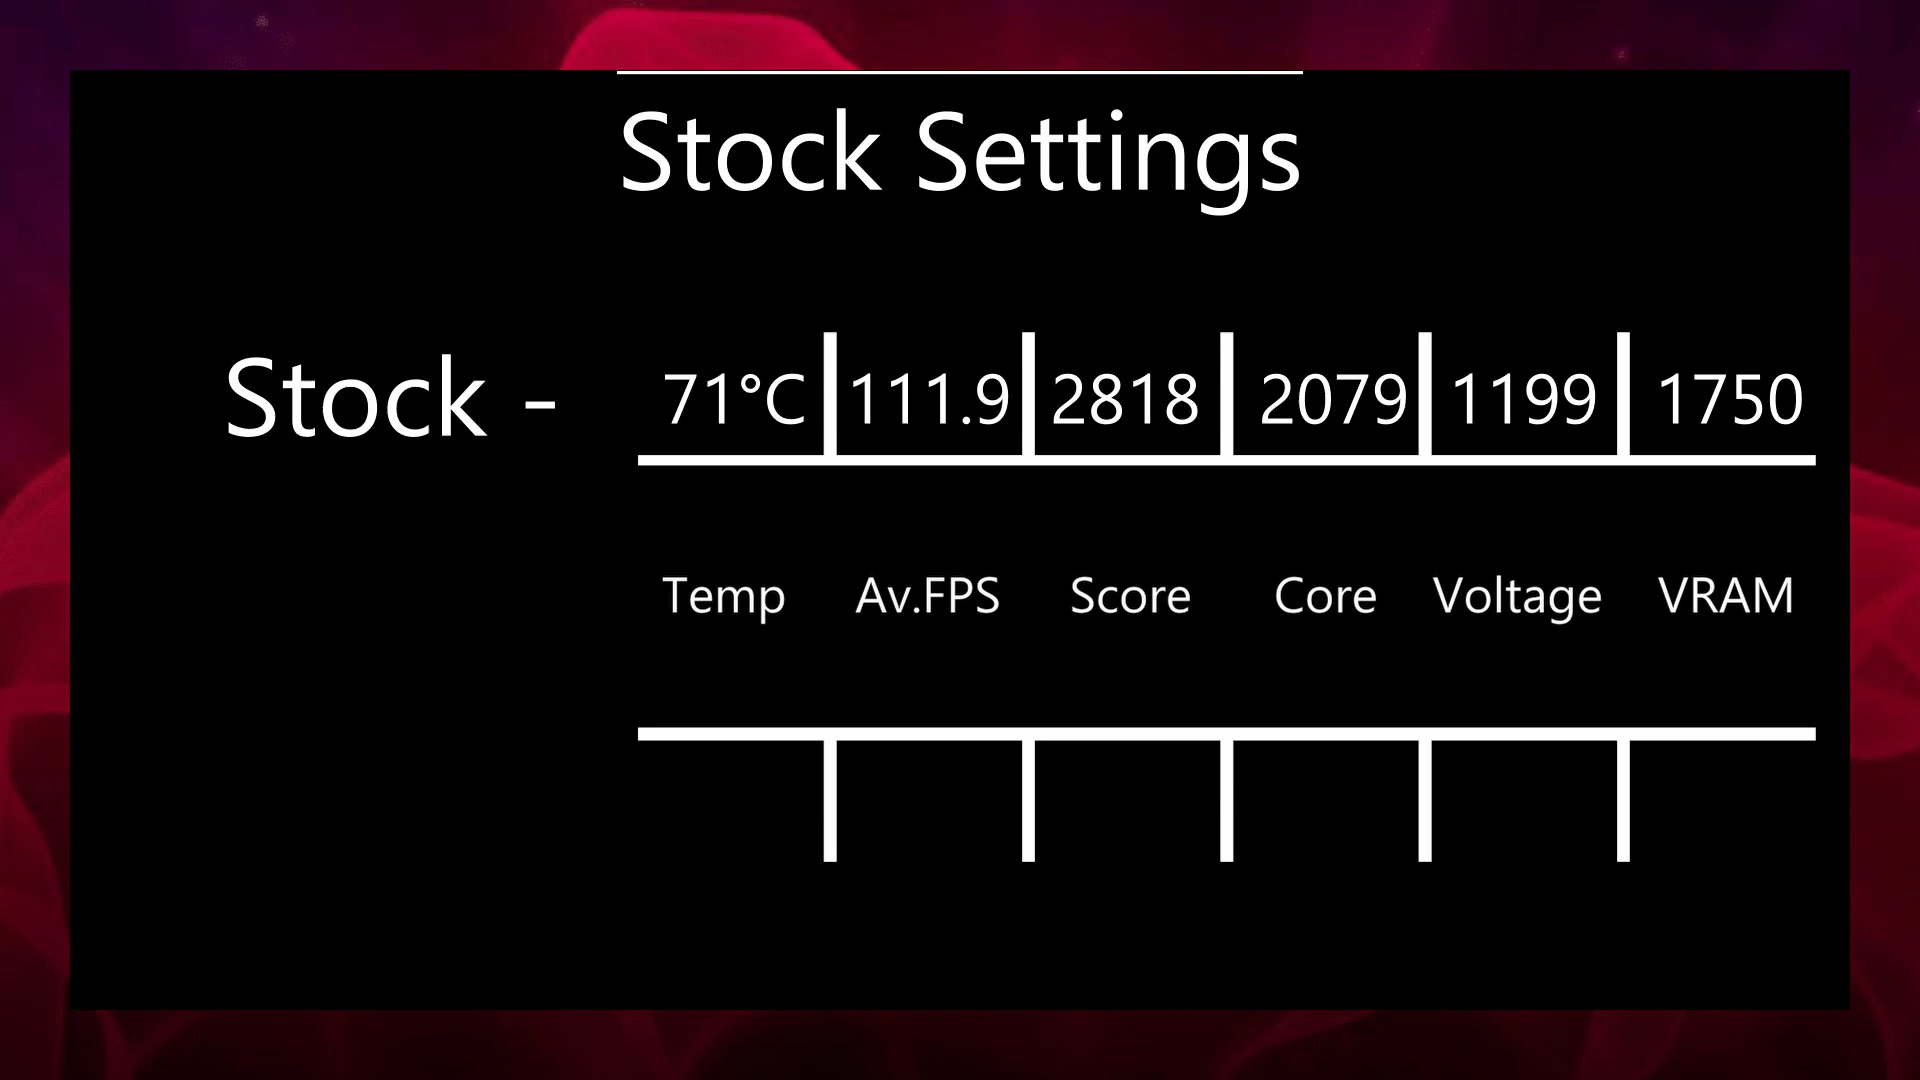 Stock Settings
Stock - 71°C 111.9 2818 2079 1199 1750
Temp Av.FPS Score Core Voltage VRAM